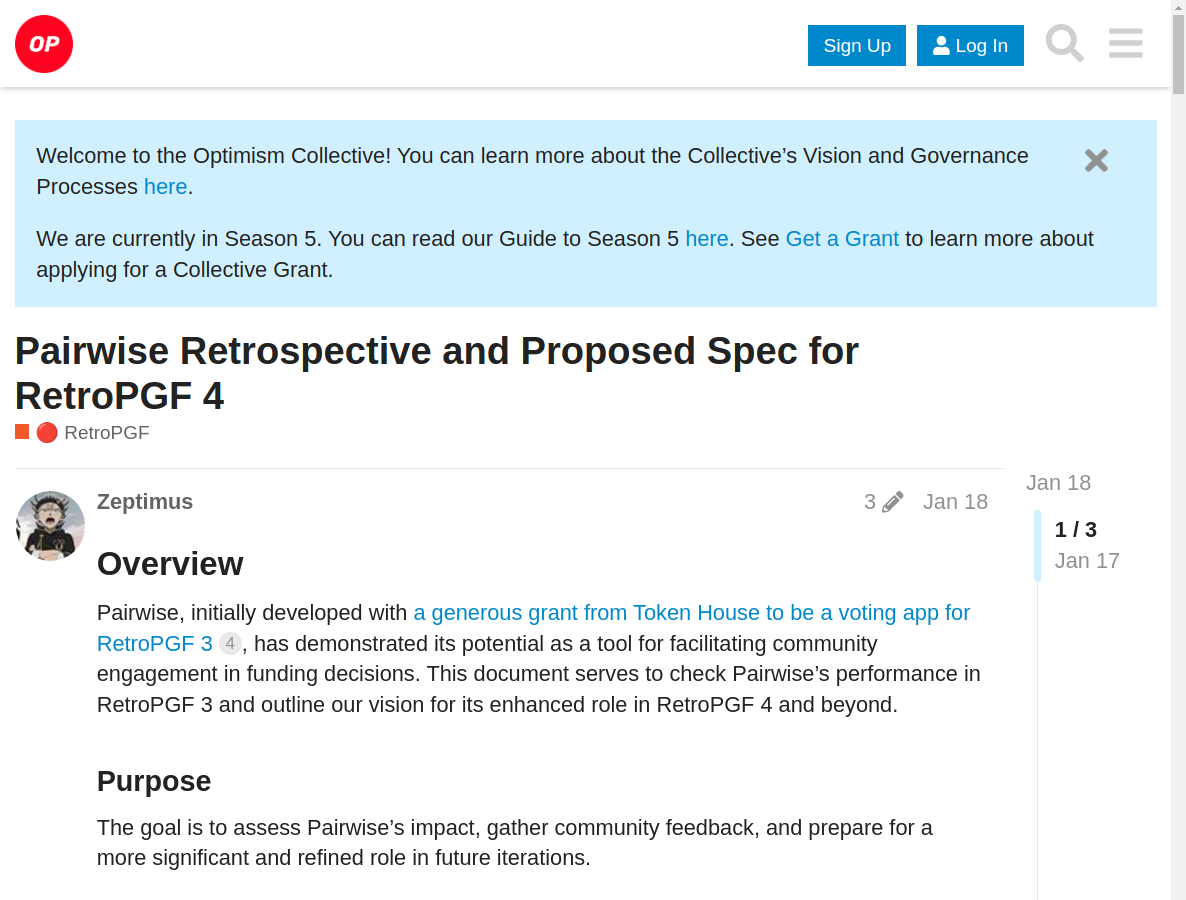 OP
Sign Up
Log In
Welcome to the Optimism Collective! You can learn more about the Collective’s Vision and Governance
Processes here.
We are currently in Season 5. You can read our Guide to Season 5 here. See Get a Grant to learn more about
applying for a Collective Grant.
Pairwise Retrospective and Proposed Spec for
RetroPGF 4
RetroPGF
Zeptimus
3
Jan 18
Jan 18
1 / 3
Jan 17
Overview
Pairwise, initially developed with a generous grant from Token House to be a voting app for
RetroPGF 3 4, has demonstrated its potential as a tool for facilitating community
engagement in funding decisions. This document serves to check Pairwise’s performance in
RetroPGF 3 and outline our vision for its enhanced role in RetroPGF 4 and beyond.
Purpose
The goal is to assess Pairwise’s impact, gather community feedback, and prepare for a
more significant and refined role in future iterations.